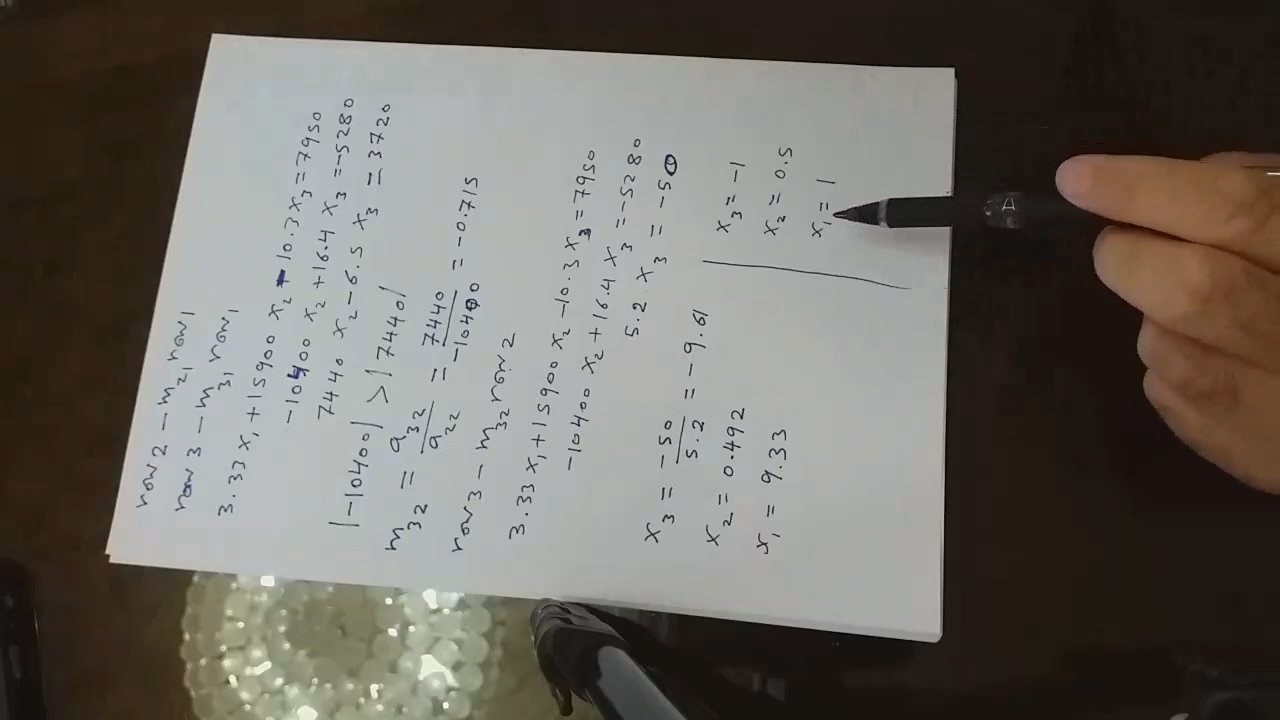 row 2 - m21 row1
row 3 - m31 row1
3.33 x1 + 15900 x2 - 10.3 x3 = 7950
-10400 x2 + 16.4 x3 = -5280
7440 x2 - 6.5 x3 = 3720
|-10400| > |7440|
m32 = a32/a22 = 7440/-10400 = -0.715
row 3 - m32 row 2
3.33 x1 + 15900 x2 - 10.3 x3 = 7950
-10400 x2 + 16.4 x3 = -5280
5.2 x3 = -50
x3 = -50/5.2 = -9.61
x2 = 0.492
x1 = 9.33
x3 = -1
x2 = 0.5
x1 = 1